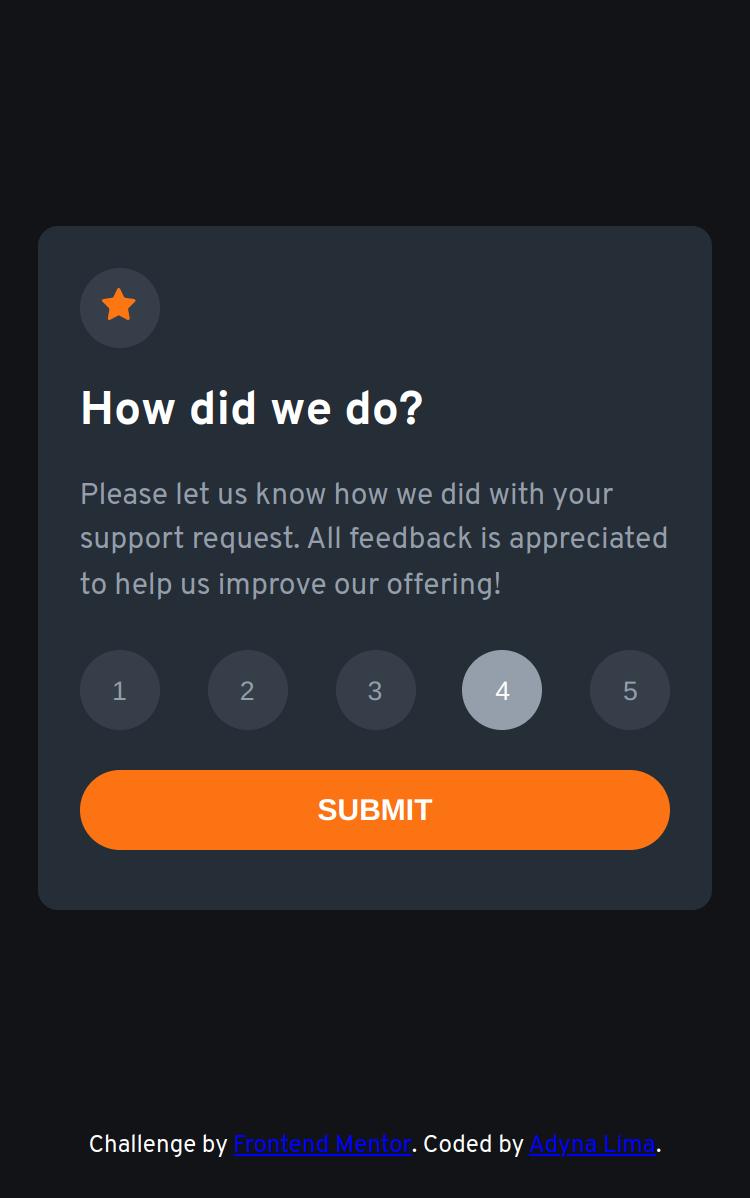 How did we do?
Please let us know how we did with your
support request. All feedback is appreciated
to help us improve our offering!
1 2 3 4 5
SUBMIT
Challenge by Frontend Mentor. Coded by Adyna Lima.